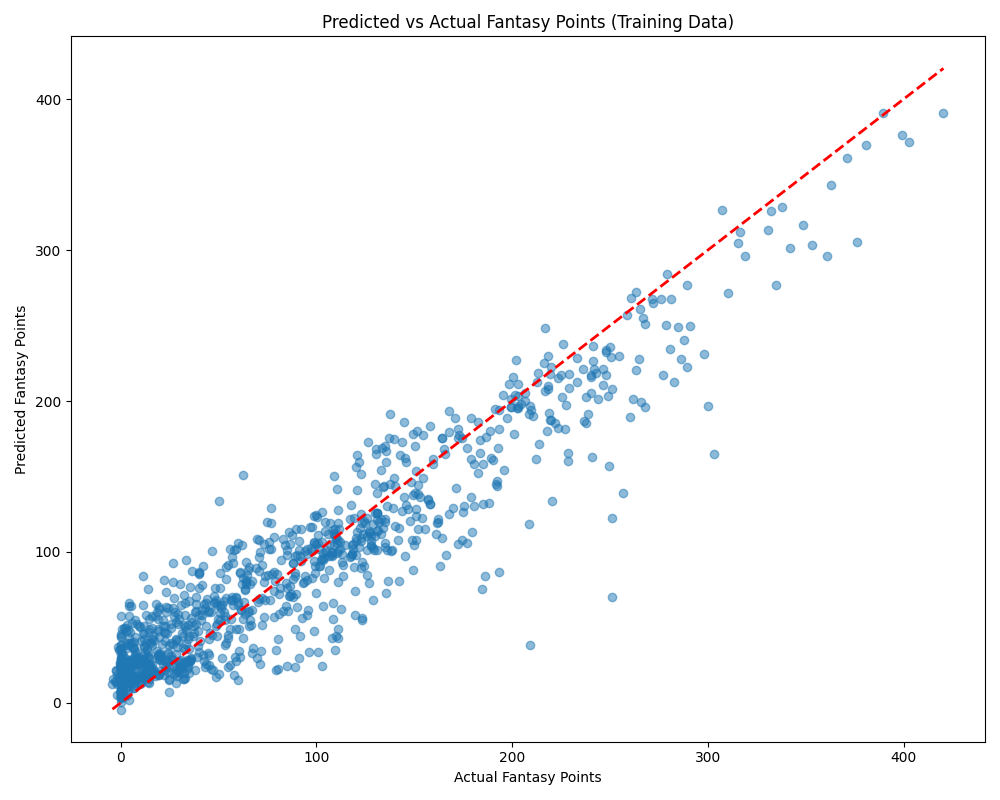 Predicted vs Actual Fantasy Points (Training Data)
400
300
200
100
0
Predicted Fantasy Points
0 100 200 300 400
Actual Fantasy Points